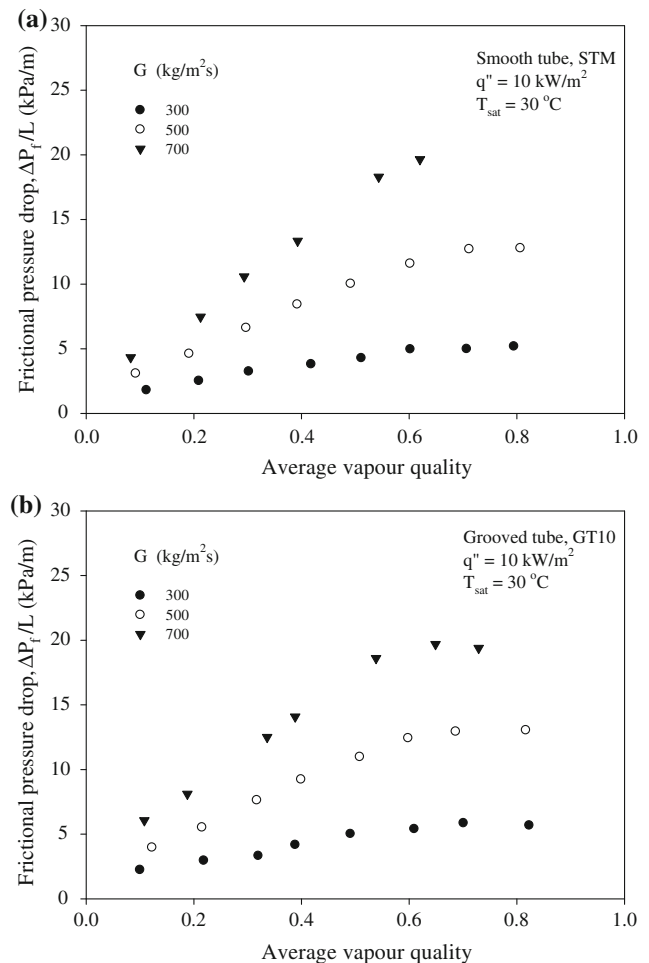 (a)
30
25
20
15
10
5
0
Frictional pressure drop, ΔP_f/L (kPa/m)
G (kg/m²s)
300
500
700
Smooth tube, STM
q" = 10 kW/m²
T_sat = 30 °C
0.0 0.2 0.4 0.6 0.8 1.0
Average vapour quality
(b)
30
25
20
15
10
5
0
Frictional pressure drop, ΔP_f/L (kPa/m)
G (kg/m²s)
300
500
700
Grooved tube, GT10
q" = 10 kW/m²
T_sat = 30 °C
0.0 0.2 0.4 0.6 0.8 1.0
Average vapour quality